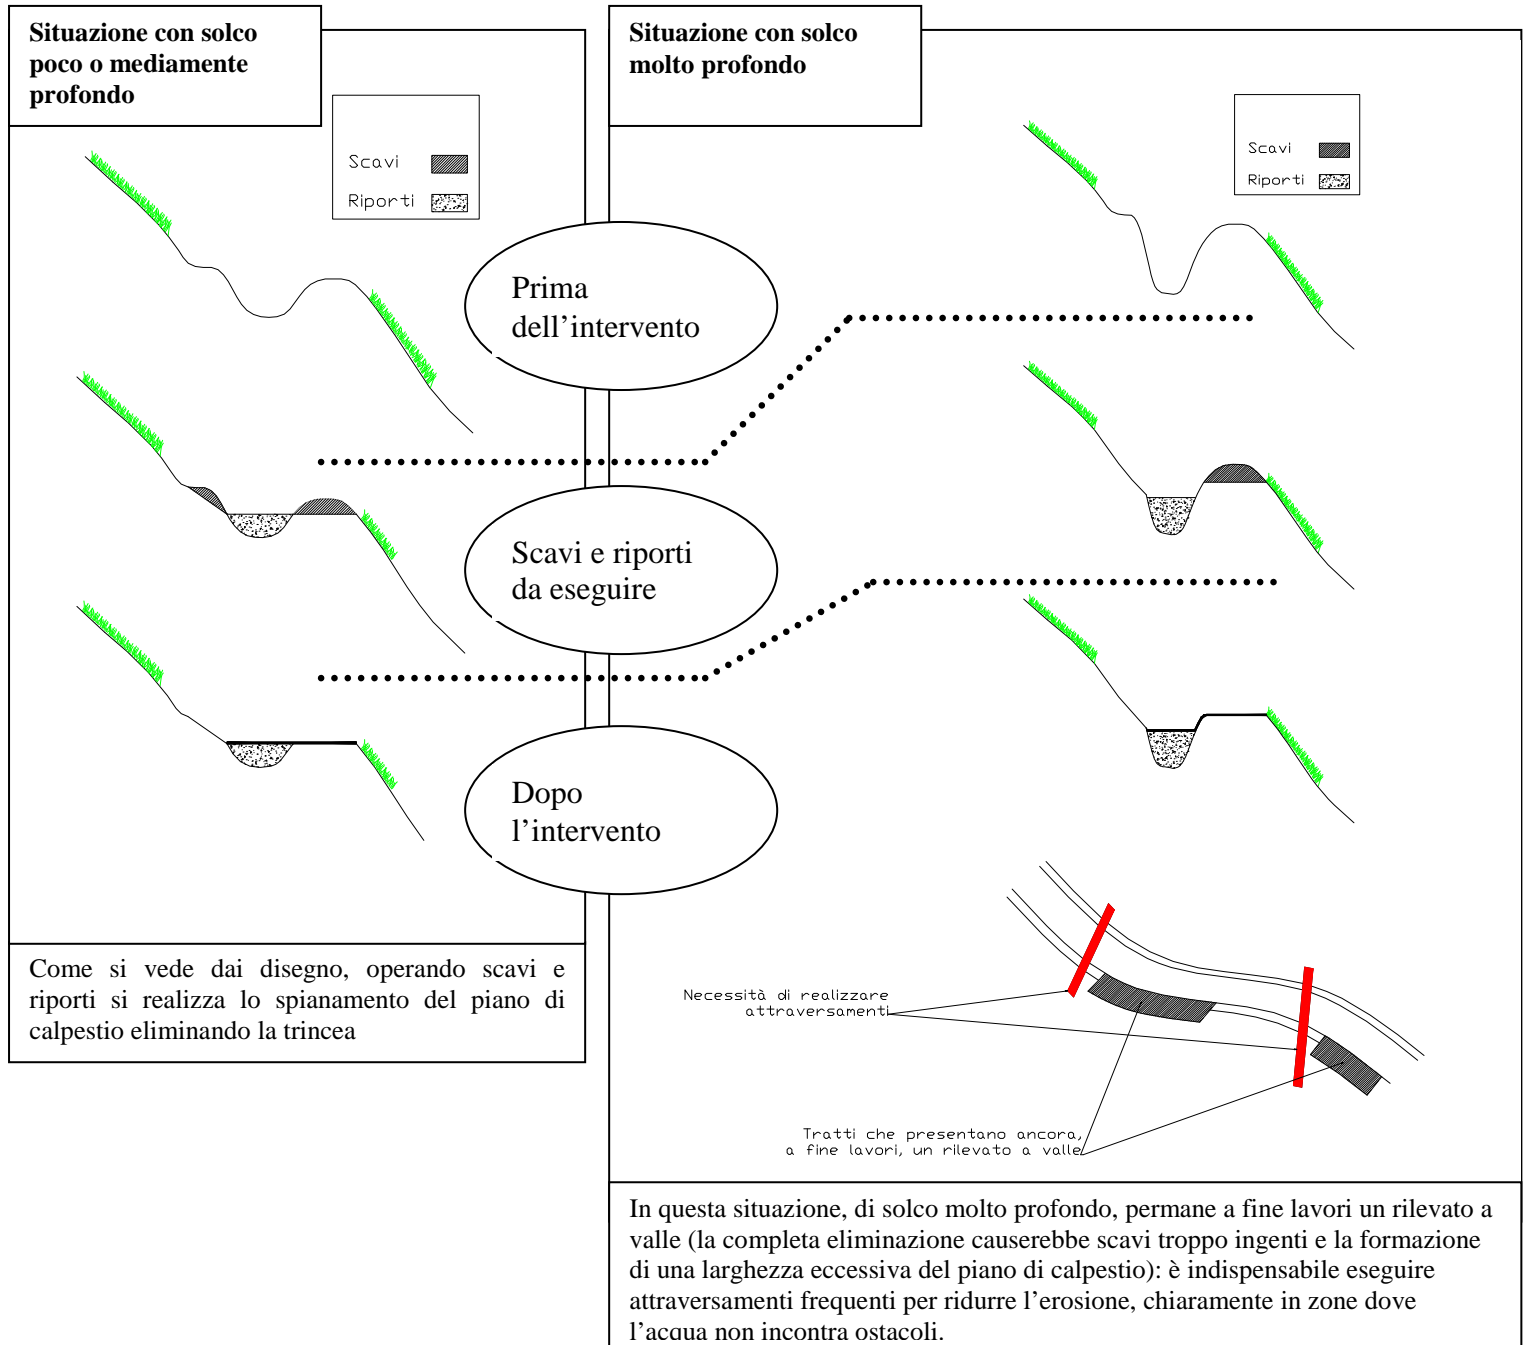 Situazione con solco
poco o mediamente
profondo
Scavi
Riporti
Situazione con solco
molto profondo
Scavi
Riporti
Prima
dell’intervento
Scavi e riporti
da eseguire
Dopo
l’intervento
Come si vede dai disegno, operando scavi e
riporti si realizza lo spianamento del piano di
calpestio eliminando la trincea
Necessità di realizzare
attraversamenti
Tratti che presentano ancora,
a fine lavori, un rilevato a valle
In questa situazione, di solco molto profondo, permane a fine lavori un rilevato a
valle (la completa eliminazione causerebbe scavi troppo ingenti e la formazione
di una larghezza eccessiva del piano di calpestio): è indispensabile eseguire
attraversamenti frequenti per ridurre l’erosione, chiaramente in zone dove
l’acqua non incontra ostacoli.